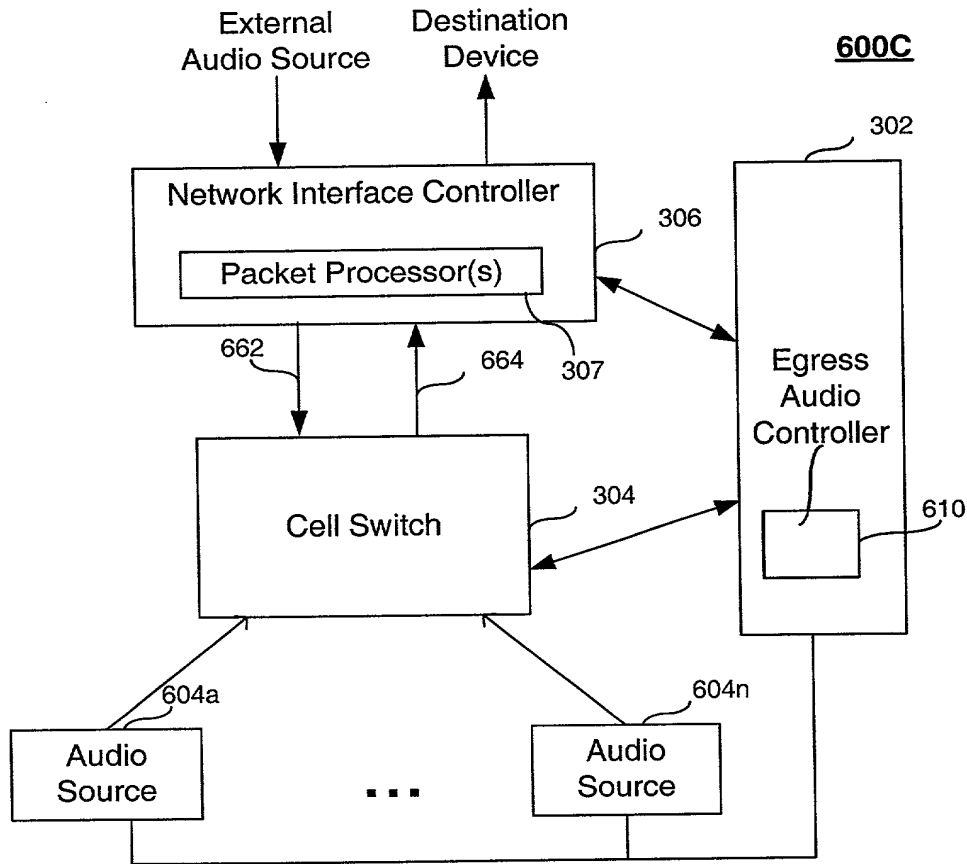 External
Audio Source
Destination
Device
600C
302
Network Interface Controller
306
Packet Processor(s)
662
664
307
Egress
Audio
Controller
Cell Switch
304
610
604a
604n
Audio
Source
...
Audio
Source